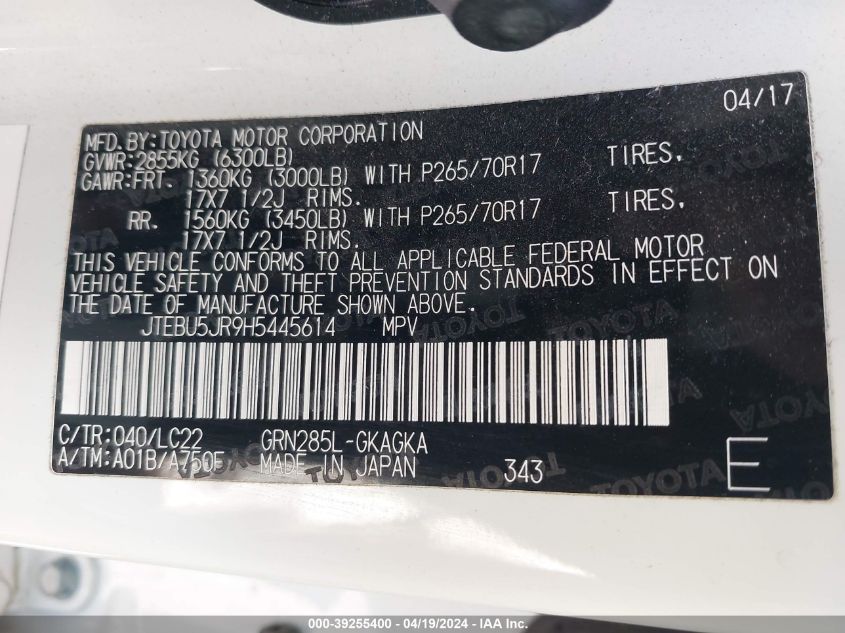 04/17
MFD. BY: TOYOTA MOTOR CORPORATION
GVWR: 2855KG (6300LB)
GAWR: FRT. 1360KG (3000LB) WITH P265/70R17 TIRES,
17X7 1/2J RIMS.
RR. 1560KG (3450LB) WITH P265/70R17 TIRES,
17X7 1/2J RIMS.
THIS VEHICLE CONFORMS TO ALL APPLICABLE FEDERAL MOTOR
VEHICLE SAFETY AND THEFT PREVENTION STANDARDS IN EFFECT ON
THE DATE OF MANUFACTURE SHOWN ABOVE.
JTEBU5JR9H5445614 MPV
C/TR: 040/LC22 GRN285L-GKAGKA
A/TM: A01B/A750F MADE IN JAPAN 343 E
000-39255400 - 04/19/2024 - IAA Inc.